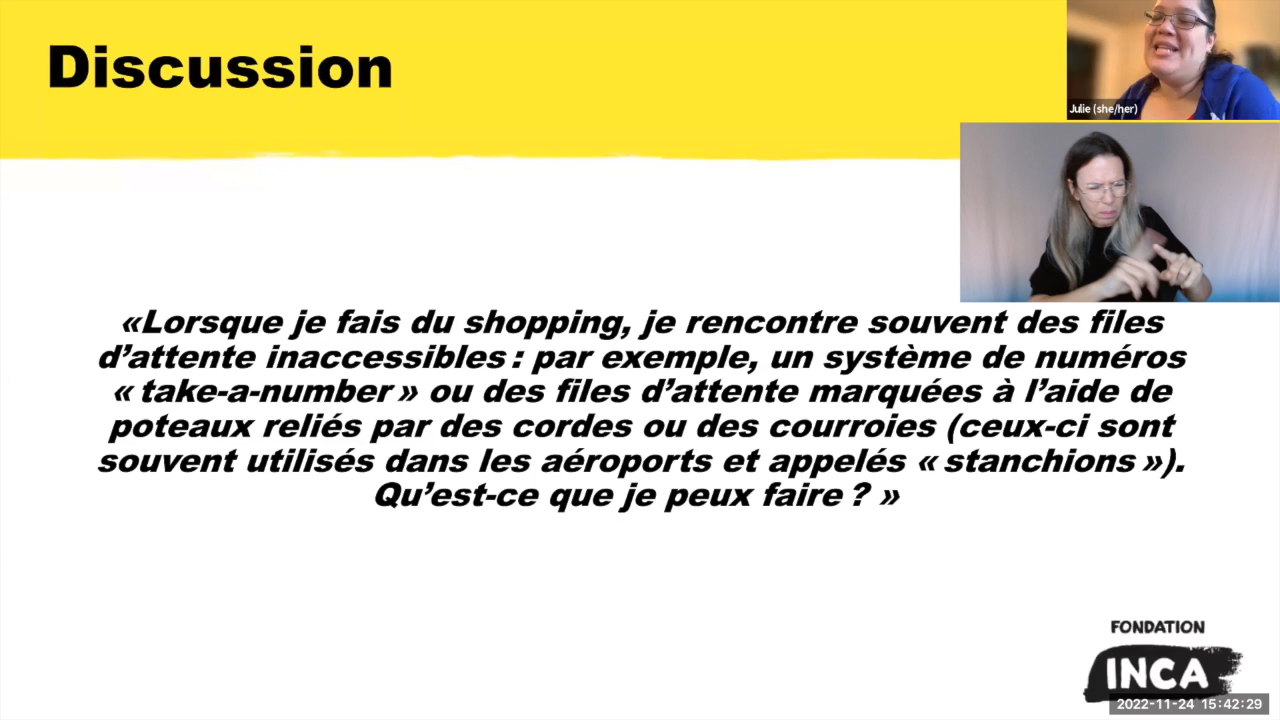 Discussion
Julie (she/her)
«Lorsque je fais du shopping, je rencontre souvent des files
d’attente inaccessibles : par exemple, un système de numéros
« take-a-number » ou des files d’attente marquées à l’aide de
poteaux reliés par des cordes ou des courroies (ceux-ci sont
souvent utilisés dans les aéroports et appelés « stanchions »).
Qu’est-ce que je peux faire ? »
FONDATION
INCA
2022-11-24 15:42:29